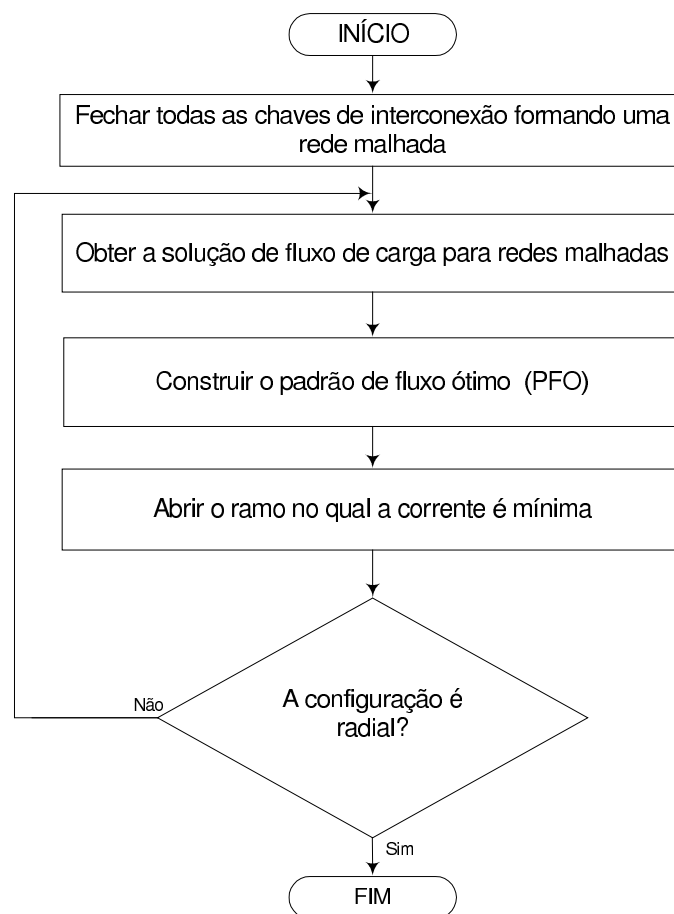 INÍCIO
Fechar todas as chaves de interconexão formando uma
rede malhada
Obter a solução de fluxo de carga para redes malhadas
Construir o padrão de fluxo ótimo (PFO)
Abrir o ramo no qual a corrente é mínima
A configuração é
radial?
Não
Sim
FIM